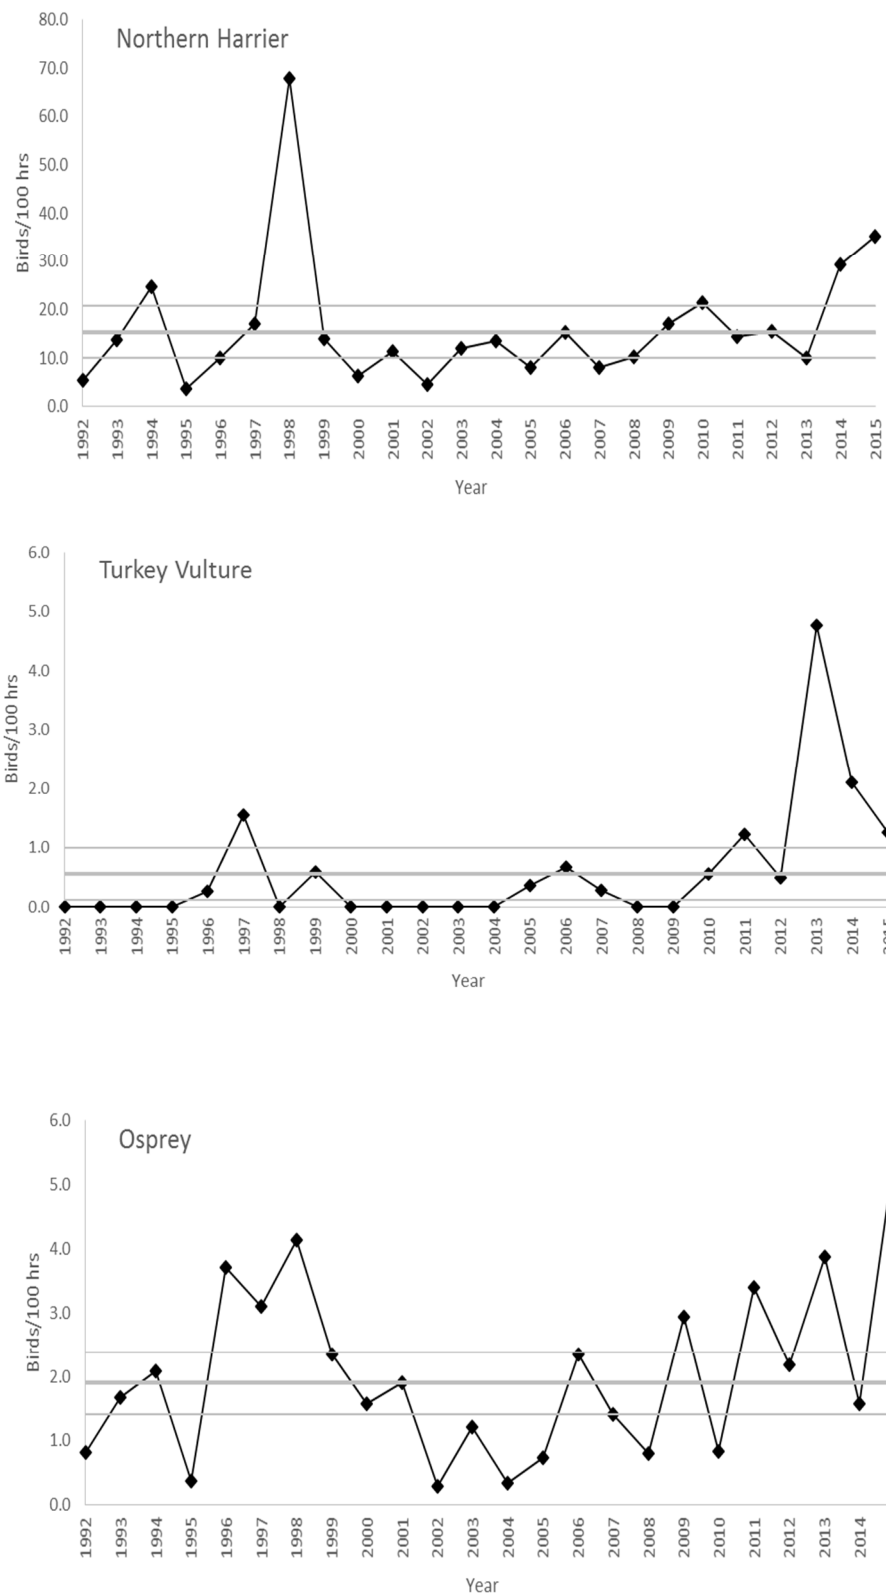 Northern Harrier
80.0
70.0
60.0
50.0
40.0
30.0
20.0
10.0
0.0
Birds/100 hrs
1992 1993 1994 1995 1996 1997 1998 1999 2000 2001 2002 2003 2004 2005 2006 2007 2008 2009 2010 2011 2012 2013 2014 2015
Year
Turkey Vulture
6.0
5.0
4.0
3.0
2.0
1.0
0.0
Birds/100 hrs
1992 1993 1994 1995 1996 1997 1998 1999 2000 2001 2002 2003 2004 2005 2006 2007 2008 2009 2010 2011 2012 2013 2014 2015
Year
Osprey
6.0
5.0
4.0
3.0
2.0
1.0
0.0
Birds/100 hrs
1992 1993 1994 1995 1996 1997 1998 1999 2000 2001 2002 2003 2004 2005 2006 2007 2008 2009 2010 2011 2012 2013 2014
Year